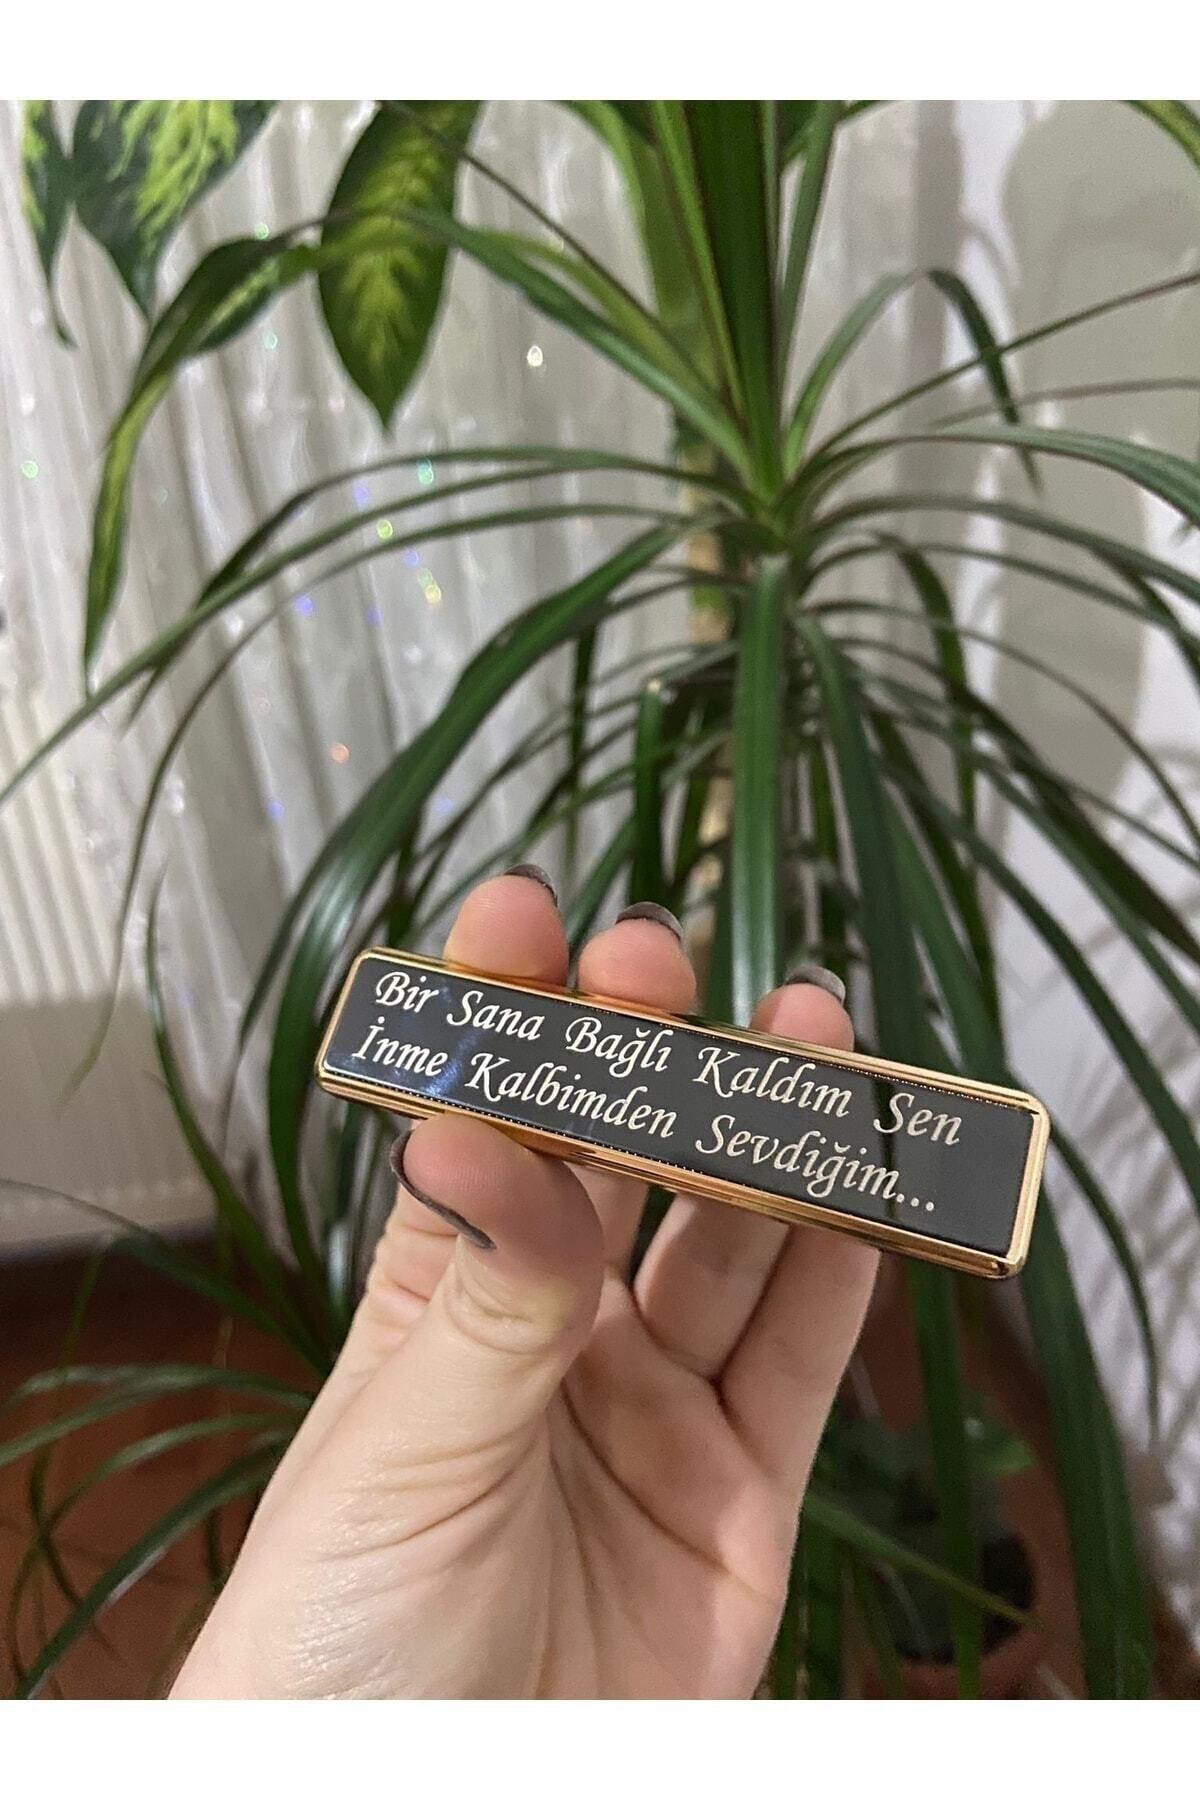 Bir Sana Bağlı Kaldım Sen
İnme Kalbimden Sevdiğim...